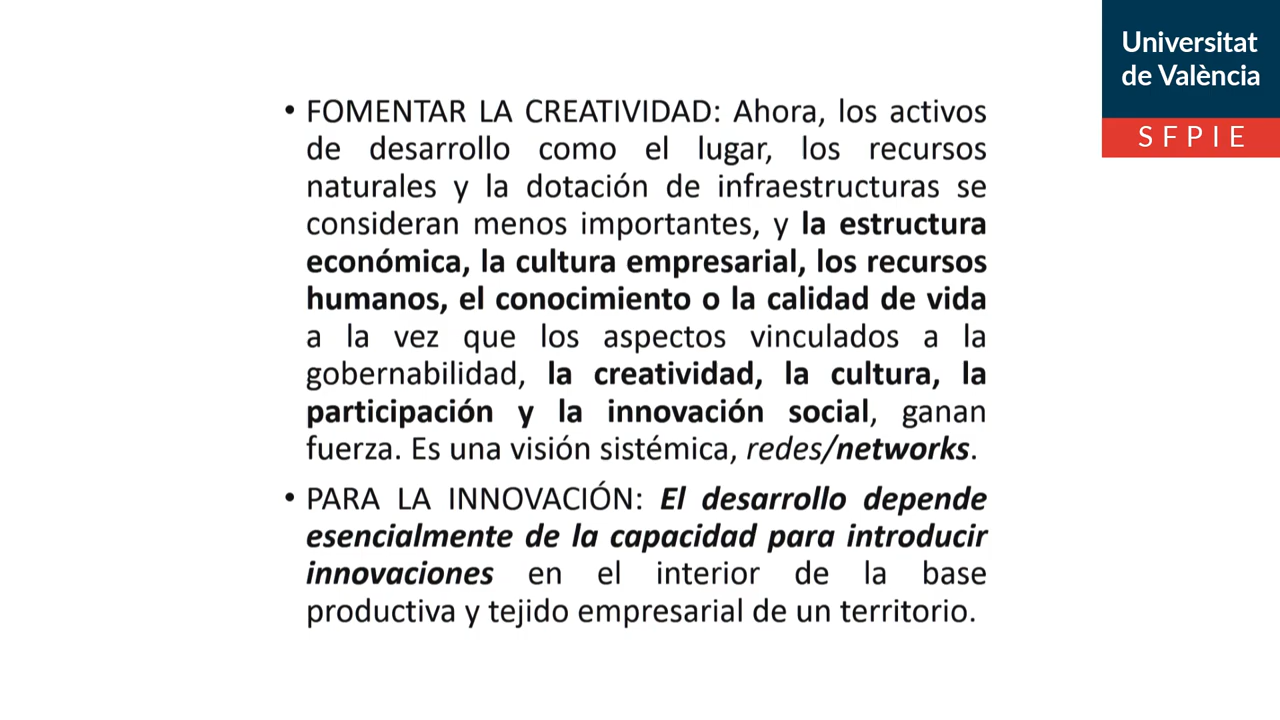 Universitat
de València
SFPIE
• FOMENTAR LA CREATIVIDAD: Ahora, los activos
de desarrollo como el lugar, los recursos
naturales y la dotación de infraestructuras se
consideran menos importantes, y la estructura
económica, la cultura empresarial, los recursos
humanos, el conocimiento o la calidad de vida
a la vez que los aspectos vinculados a la
gobernabilidad, la creatividad, la cultura, la
participación y la innovación social, ganan
fuerza. Es una visión sistémica, redes/networks.
• PARA LA INNOVACIÓN: El desarrollo depende
esencialmente de la capacidad para introducir
innovaciones en el interior de la base
productiva y tejido empresarial de un territorio.